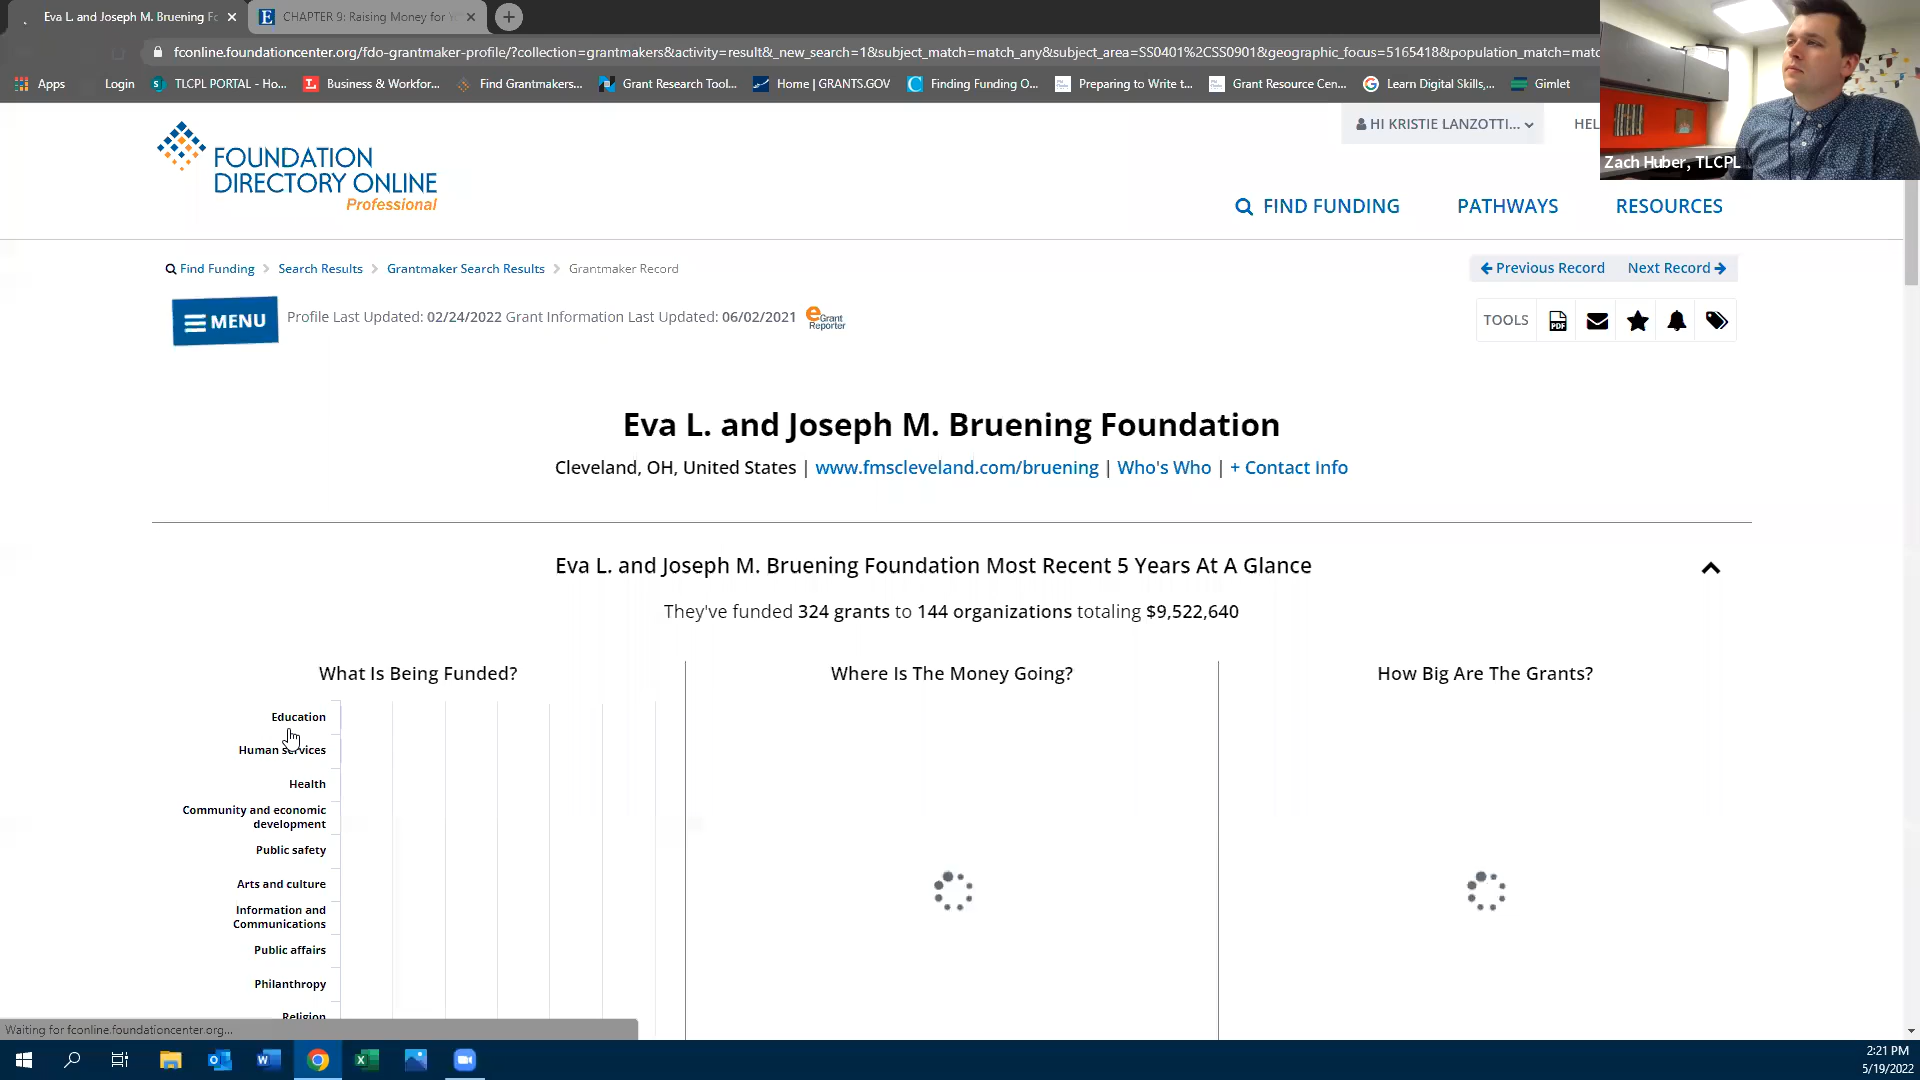 Eva L. and Joseph M. Bruening Fo
CHAPTER 9: Raising Money for Y
fconline.foundationcenter.org/fdo-grantmaker-profile/?collection=grantmakers&activity=result&_new_search=1&subject_match=match_any&subject_area=SS0401%2CSS0901&geographic_focus=5165418&population_match=matc
Apps Login TLCPL PORTAL - Ho... Business & Workfor... Find Grantmakers... Grant Research Tool... Home | GRANTS.GOV Finding Funding O... Preparing to Write t... Grant Resource Cen... Learn Digital Skills,... Gimlet
Zach Huber, TLCPL
HI KRISTIE LANZOTTI... HEL
FOUNDATION
DIRECTORY ONLINE
Professional
FIND FUNDING PATHWAYS RESOURCES
Find Funding > Search Results > Grantmaker Search Results > Grantmaker Record
Previous Record Next Record
MENU Profile Last Updated: 02/24/2022 Grant Information Last Updated: 06/02/2021 eGrant
Reporter
TOOLS PDF
Eva L. and Joseph M. Bruening Foundation
Cleveland, OH, United States | www.fmscleveland.com/bruening | Who's Who | + Contact Info
Eva L. and Joseph M. Bruening Foundation Most Recent 5 Years At A Glance
They've funded 324 grants to 144 organizations totaling $9,522,640
What Is Being Funded?
Education
Human services
Health
Community and economic
development
Public safety
Arts and culture
Information and
Communications
Public affairs
Philanthropy
Religion
Where Is The Money Going?
How Big Are The Grants?
Waiting for fconline.foundationcenter.org...
2:21 PM
5/19/2022